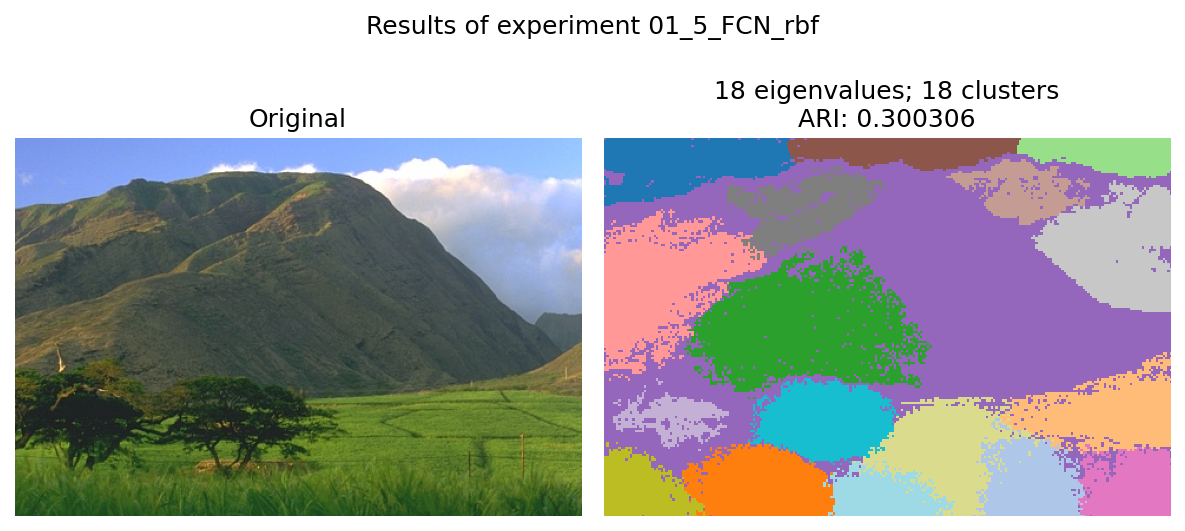 Results of experiment 01_5_FCN_rbf
Original
18 eigenvalues; 18 clusters
ARI: 0.300306